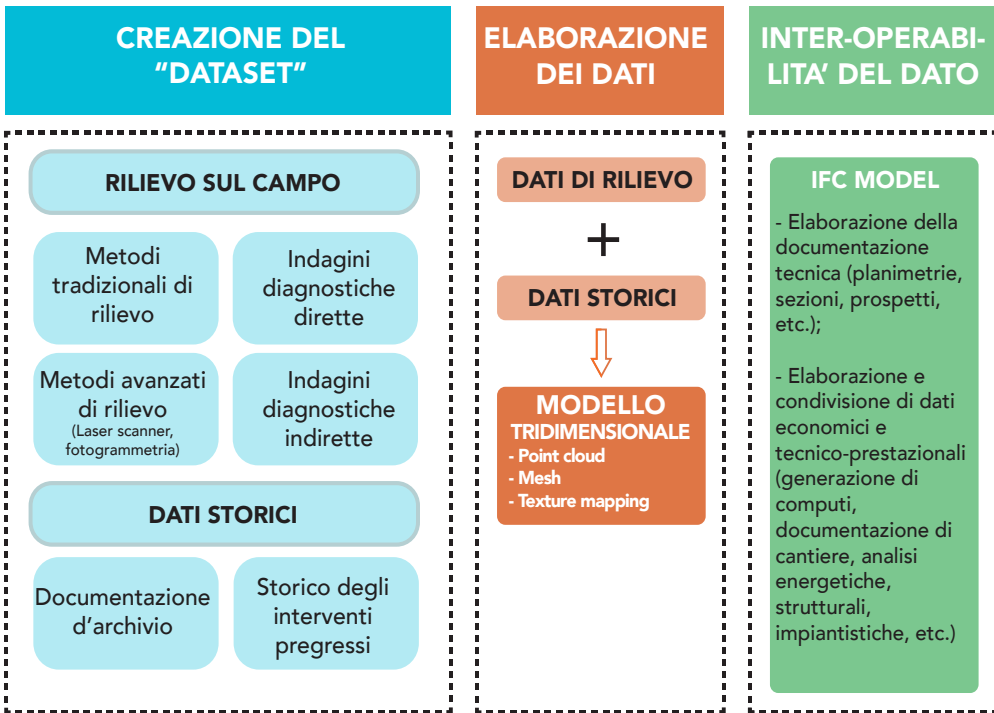 CREAZIONE DEL
“DATASET”
RILIEVO SUL CAMPO
Metodi
tradizionali di
rilievo
Indagini
diagnostiche
dirette
Metodi avanzati
di rilievo
(Laser scanner,
fotogrammetria)
Indagini
diagnostiche
indirette
DATI STORICI
Documentazione
d’archivio
Storico degli
interventi
pregressi
ELABORAZIONE
DEI DATI
DATI DI RILIEVO
+
DATI STORICI
MODELLO
TRIDIMENSIONALE
- Point cloud
- Mesh
- Texture mapping
INTER-OPERABI-
LITA’ DEL DATO
IFC MODEL
- Elaborazione della
documentazione
tecnica (planimetrie,
sezioni, prospetti,
etc.);
- Elaborazione e
condivisione di dati
economici e
tecnico-prestazionali
(generazione di
computi,
documentazione di
cantiere, analisi
energetiche,
strutturali,
impiantistiche, etc.)